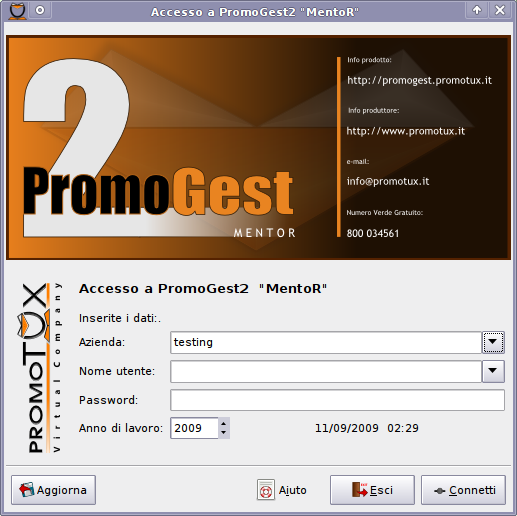 Accesso a PromoGest2 "MentoR"
2
PromoGest
MENTOR
Info prodotto:
http://promogest.promotux.it
Info produttore:
http://www.promotux.it
e-mail:
info@promotux.it
Numero Verde Gratuito:
800 034561
PROMOTUX
Virtual Company
Accesso a PromoGest2 "MentoR"
Inserite i dati:.
Azienda: testing
Nome utente:
Password:
Anno di lavoro: 2009 11/09/2009 02:29
Aggiorna Aiuto Esci Connetti